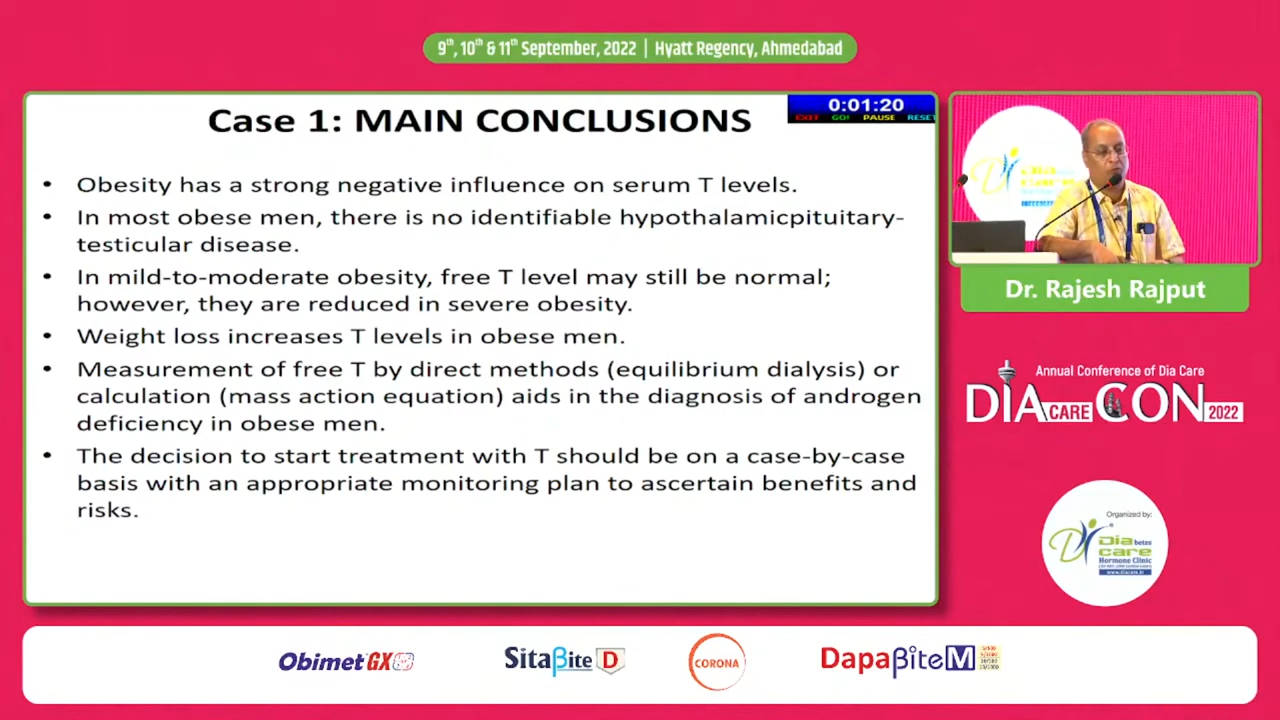 9th, 10th & 11th September, 2022 | Hyatt Regency, Ahmedabad
Case 1: MAIN CONCLUSIONS
0:01:20
EXIT GO! PAUSE RESET
• Obesity has a strong negative influence on serum T levels.
• In most obese men, there is no identifiable hypothalamicpituitary-
testicular disease.
• In mild-to-moderate obesity, free T level may still be normal;
however, they are reduced in severe obesity.
• Weight loss increases T levels in obese men.
• Measurement of free T by direct methods (equilibrium dialysis) or
calculation (mass action equation) aids in the diagnosis of androgen
deficiency in obese men.
• The decision to start treatment with T should be on a case-by-case
basis with an appropriate monitoring plan to ascertain benefits and
risks.
Dr. Rajesh Rajput
Annual Conference of Dia Care
DIA CARE CON 2022
Organized by:
Diabetes
care
Hormone Clinic
www.diacare.in
Obimet GX
SitaBite D
CORONA
DapaBite M